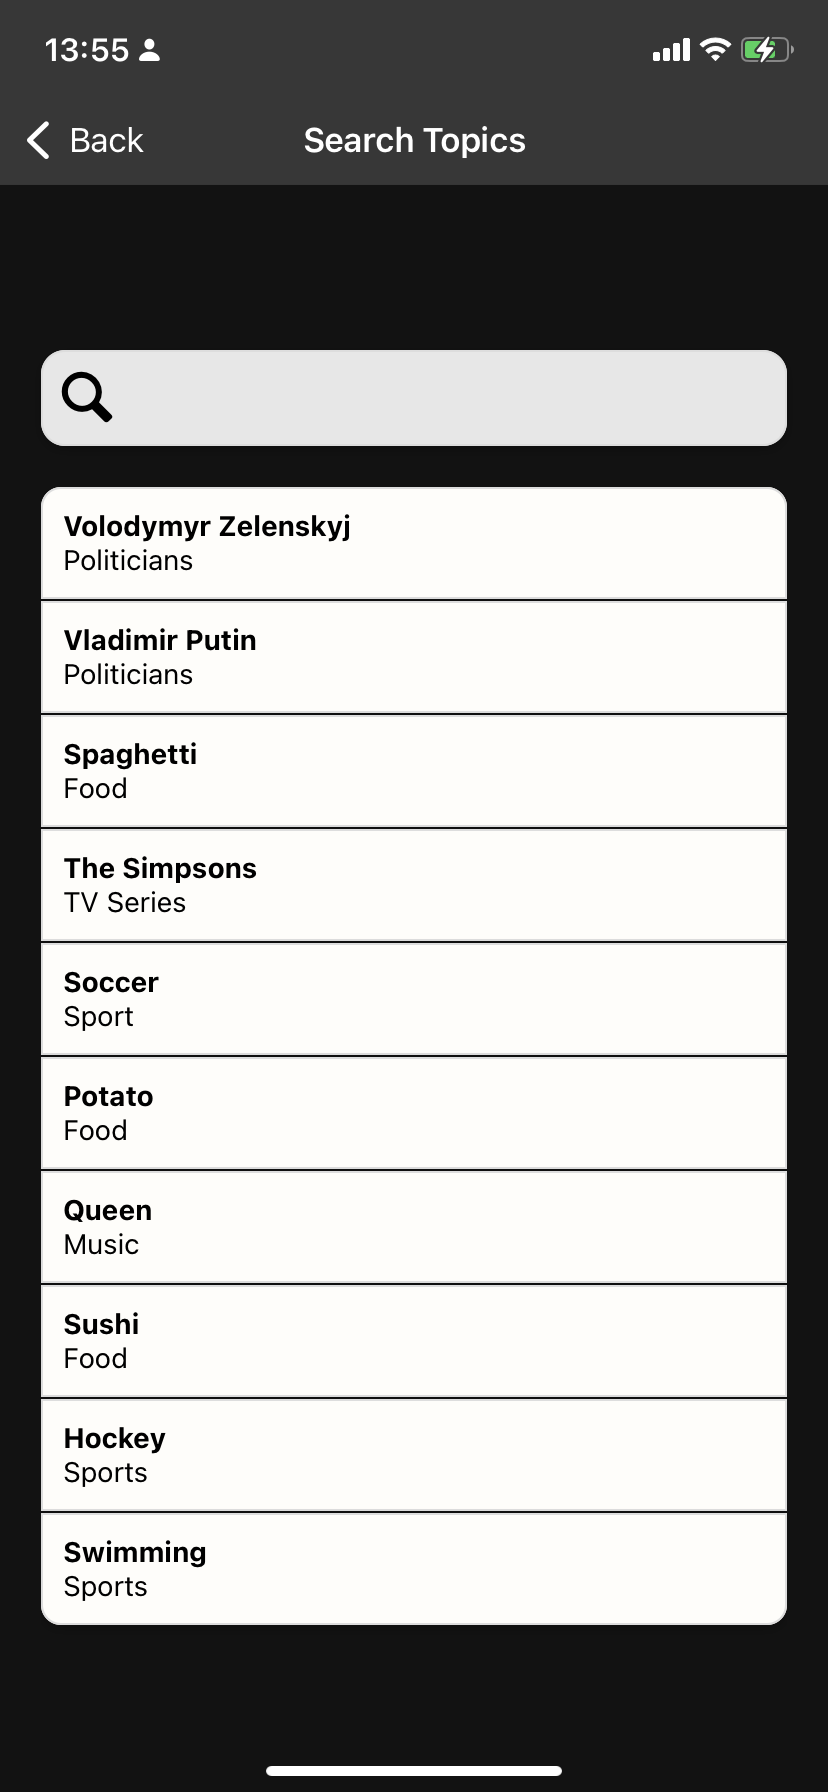 13:55
Back
Search Topics
Volodymyr Zelenskyj
Politicians
Vladimir Putin
Politicians
Spaghetti
Food
The Simpsons
TV Series
Soccer
Sport
Potato
Food
Queen
Music
Sushi
Food
Hockey
Sports
Swimming
Sports